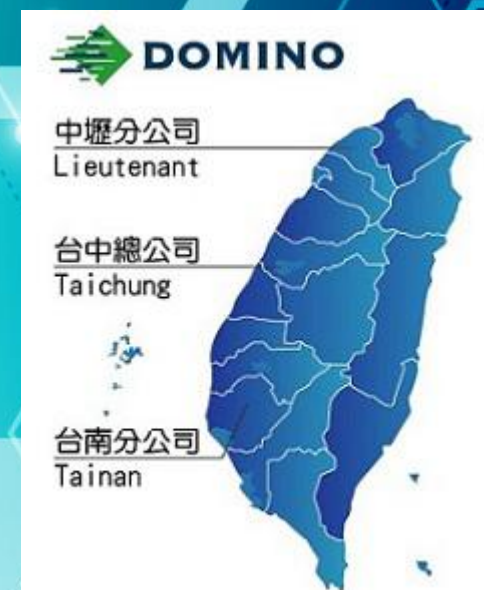 DOMINO
中壢分公司
Lieutenant
台中總公司
Taichung
台南分公司
Tainan